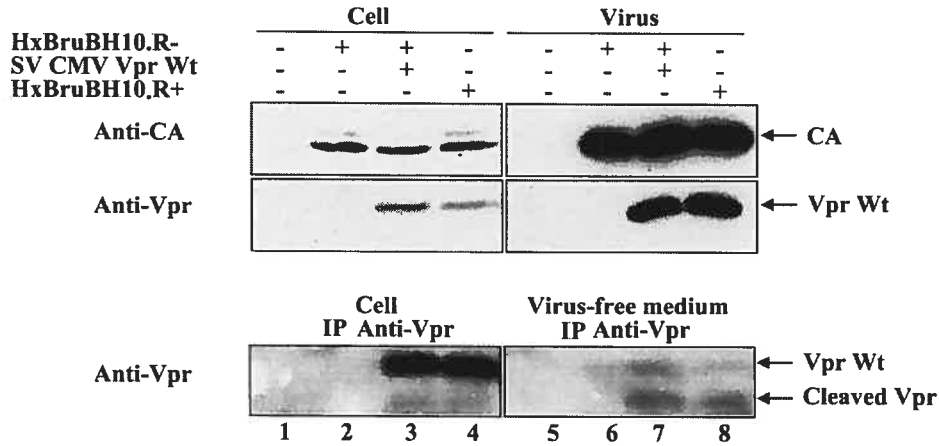 Cell Virus
HxBruBH10.R- - + + - - + + -
SV CMV Vpr Wt - - + - - - + -
HxBruBH10.R+ - - - + - - - +
Anti-CA CA
Anti-Vpr Vpr Wt
Cell Virus-free medium
IP Anti-Vpr IP Anti-Vpr
Anti-Vpr Vpr Wt
Cleaved Vpr
1 2 3 4 5 6 7 8